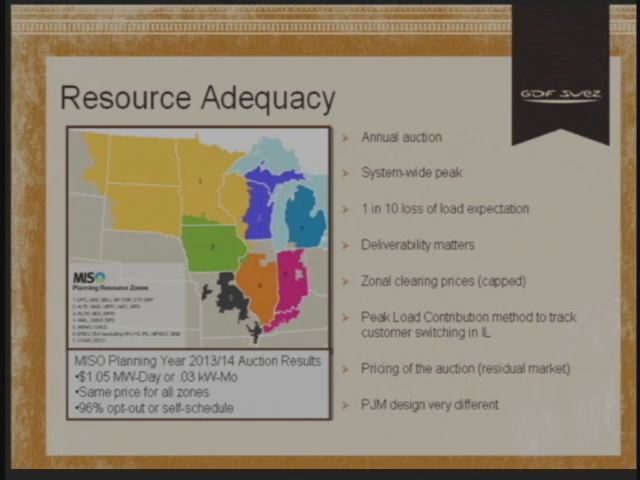 GDF SUEZ
Resource Adequacy
Annual auction
System-wide peak
1 in 10 loss of load expectation
Deliverability matters
Zonal clearing prices (capped)
Peak Load Contribution method to track
customer switching in IL
Pricing of the auction (residual market)
PJM design very different
1
2
3
MISO
Planning Resource Zones
MISO Planning Year 2013/14 Auction Results
•$1.05 MW-Day or .03 kW-Mo
•Same price for all zones
•96% opt-out or self-schedule